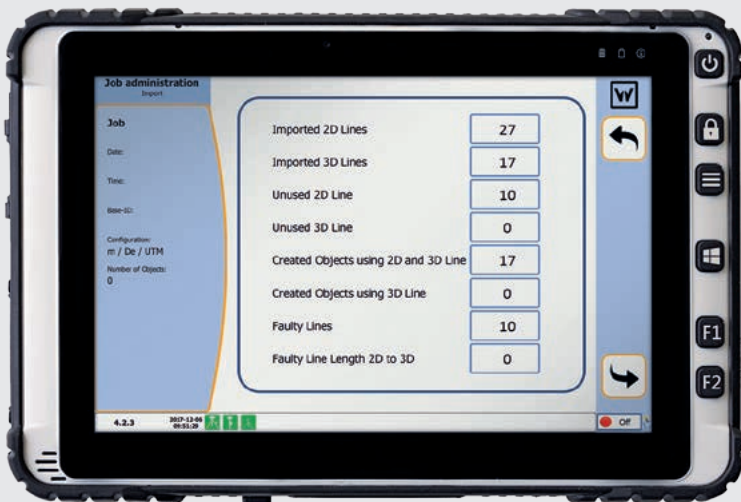 Job administration
Import
Job
Date:
Time:
Base-ID:
Configuration:
m / De / UTM
Number of Objects:
0
Imported 2D Lines 27
Imported 3D Lines 17
Unused 2D Line 10
Unused 3D Line 0
Created Objects using 2D and 3D Line 17
Created Objects using 3D Line 0
Faulty Lines 10
Faulty Line Length 2D to 3D 0
4.2.3
2017-12-06
09:51:29
Off
F1
F2